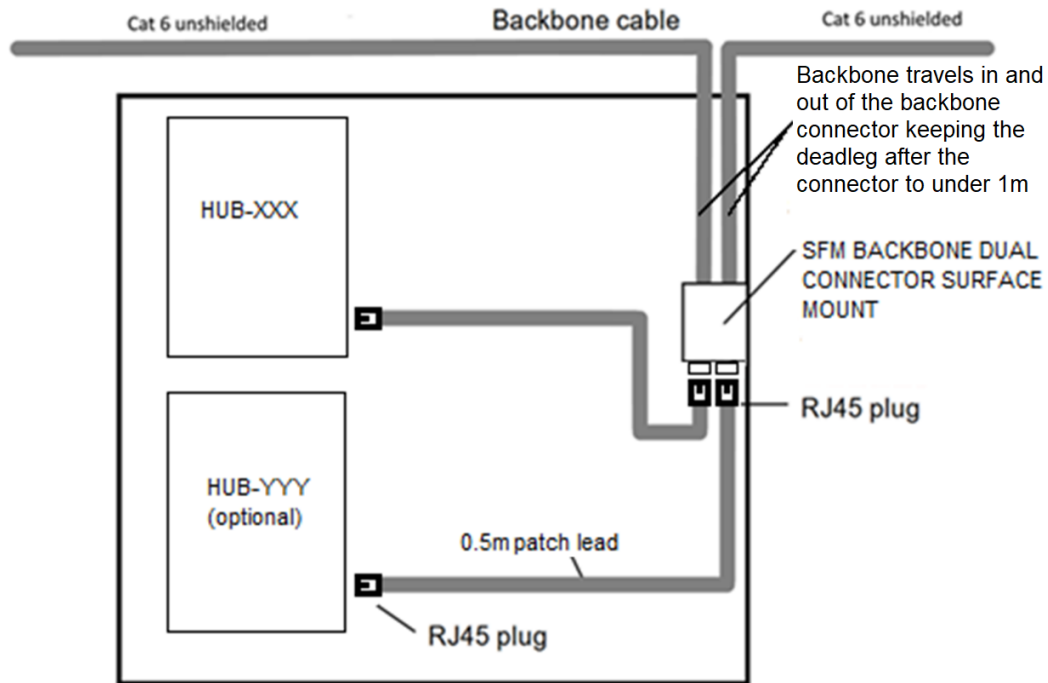 Cat 6 unshielded
Backbone cable
Cat 6 unshielded
Backbone travels in and
out of the backbone
connector keeping the
deadleg after the
connector to under 1m
HUB-XXX
SFM BACKBONE DUAL
CONNECTOR SURFACE
MOUNT
RJ45 plug
HUB-YYY
(optional)
0.5m patch lead
RJ45 plug